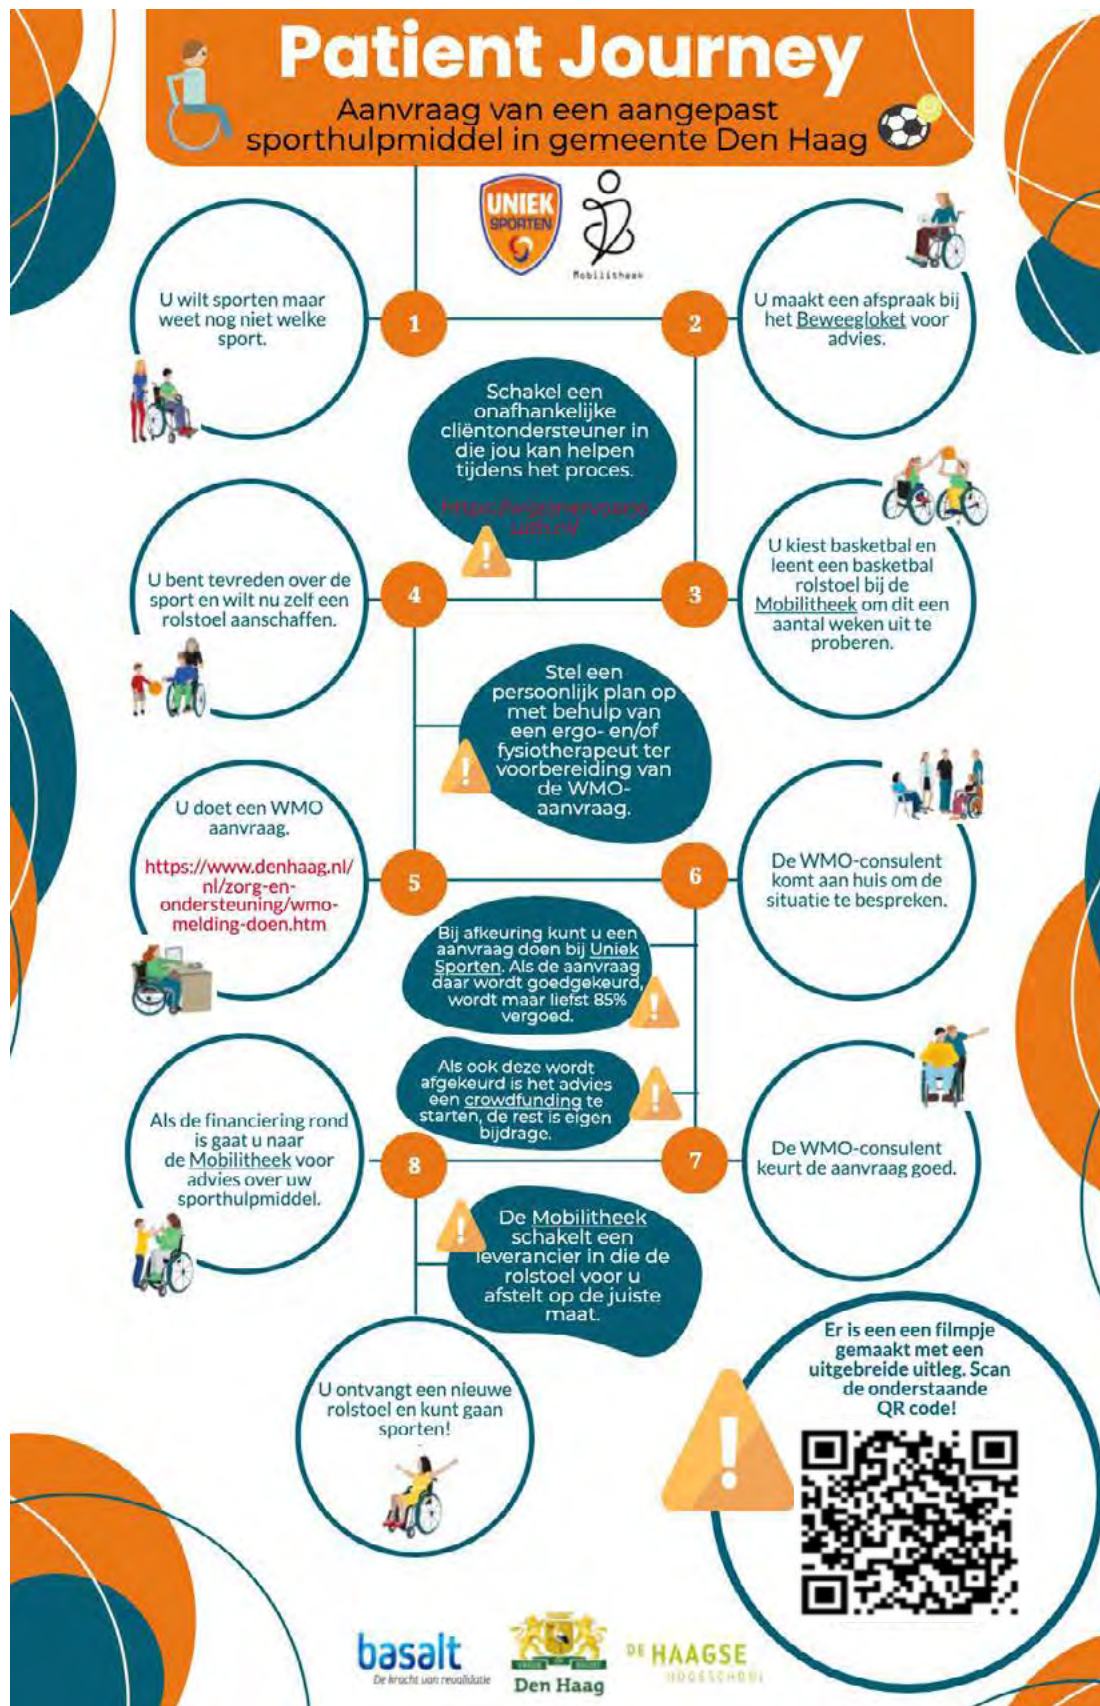 Patient Journey
Aanvraag van een aangepast
sporthulpmiddel in gemeente Den Haag
UNIEK
SPORTEN
Mobilitheek
1
U wilt sporten maar
weet nog niet welke
sport.
2
U maakt een afspraak bij
het Beweegloket voor
advies.
Schakel een
onafhankelijke
cliëntondersteuner in
die jou kan helpen
tijdens het proces.
3
U kiest basketbal en
leent een basketbal
rolstoel bij de
Mobilitheek om dit een
aantal weken uit te
proberen.
4
U bent tevreden over de
sport en wilt nu zelf een
rolstoel aanschaffen.
Stel een
persoonlijk plan op
met behulp van
een ergo- en/of
fysiotherapeut ter
voorbereiding van
de WMO-
aanvraag.
5
U doet een WMO
aanvraag.
https://www.denhaag.nl/
nl/zorg-en-
ondersteuning/wmo-
melding-doen.htm
6
De WMO-consulent
komt aan huis om de
situatie te bespreken.
Bij afkeuring kunt u een
aanvraag doen bij Uniek
Sporten. Als de aanvraag
daar wordt goedgekeurd,
wordt maar liefst 85%
vergoed.
Als ook deze wordt
afgekeurd is het advies
een crowdfunding te
starten, de rest is eigen
bijdrage.
7
De WMO-consulent
keurt de aanvraag goed.
8
Als de financiering rond
is gaat u naar
de Mobilitheek voor
advies over uw
sporthulpmiddel.
De Mobilitheek
schakelt een
leverancier in die de
rolstoel voor u
afstelt op de juiste
maat.
U ontvangt een nieuwe
rolstoel en kunt gaan
sporten!
Er is een een filmpje
gemaakt met een
uitgebreide uitleg. Scan
de onderstaande
QR code!
basalt
De kracht van revalidatie
Den Haag
DE HAAGSE
HOGESCHOOL